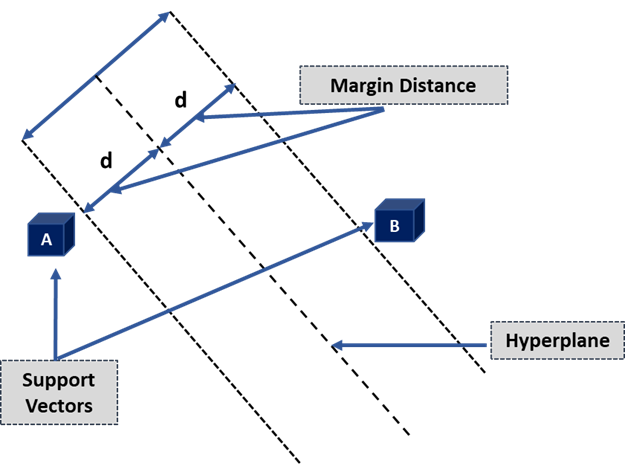 d
Margin Distance
d
A
B
Hyperplane
Support
Vectors